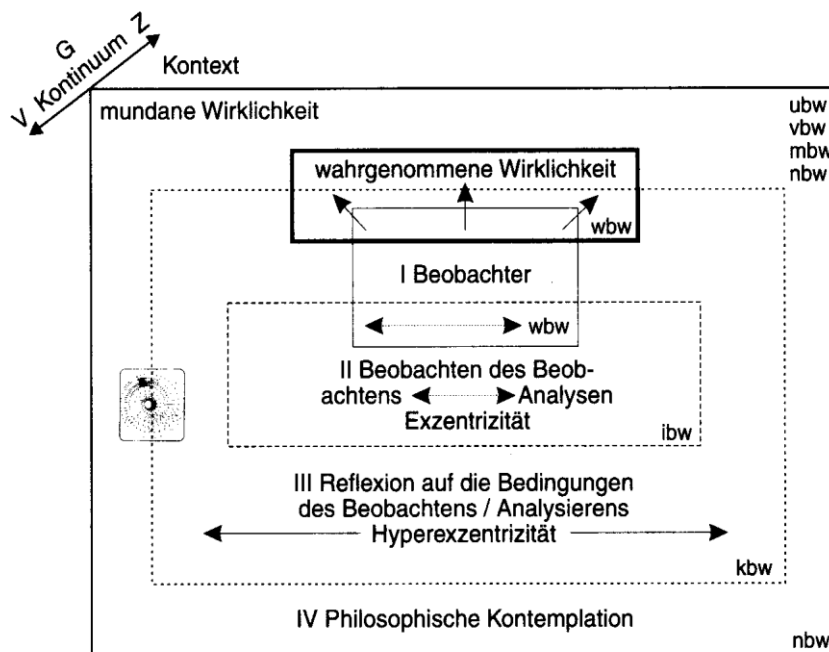 V Kontinuum Z
G
Kontext
mundane Wirklichkeit
ubw
vbw
mbw
nbw
wahrgenommene Wirklichkeit
wbw
I Beobachter
wbw
II Beobachten des Beob-
achtens Analysen
Exzentrizität
ibw
III Reflexion auf die Bedingungen
des Beobachtens / Analysierens
Hyperexzentrizität
kbw
IV Philosophische Kontemplation
nbw